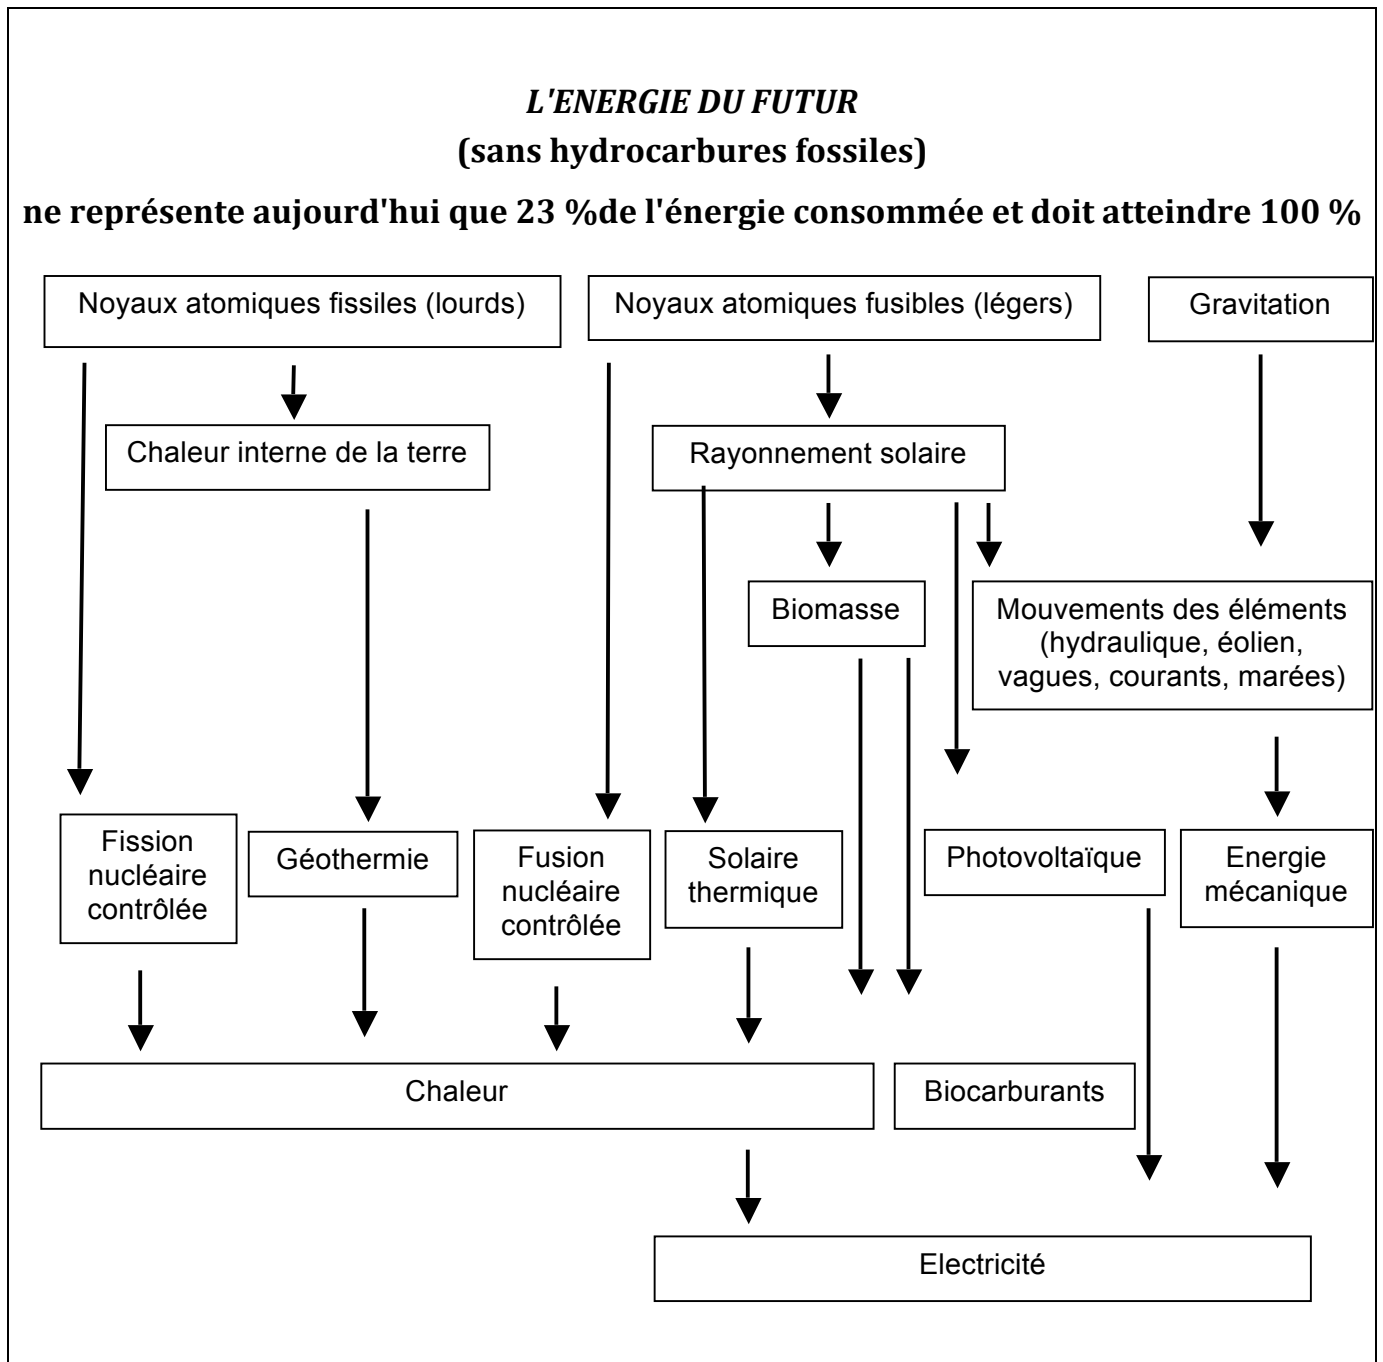 L'ENERGIE DU FUTUR
(sans hydrocarbures fossiles)
ne représente aujourd'hui que 23 %de l'énergie consommée et doit atteindre 100 %
Noyaux atomiques fissiles (lourds)
Noyaux atomiques fusibles (légers)
Gravitation
Chaleur interne de la terre
Rayonnement solaire
Biomasse
Mouvements des éléments
(hydraulique, éolien,
vagues, courants, marées)
Fission
nucléaire
contrôlée
Géothermie
Fusion
nucléaire
contrôlée
Solaire
thermique
Photovoltaïque
Energie
mécanique
Chaleur
Biocarburants
Electricité